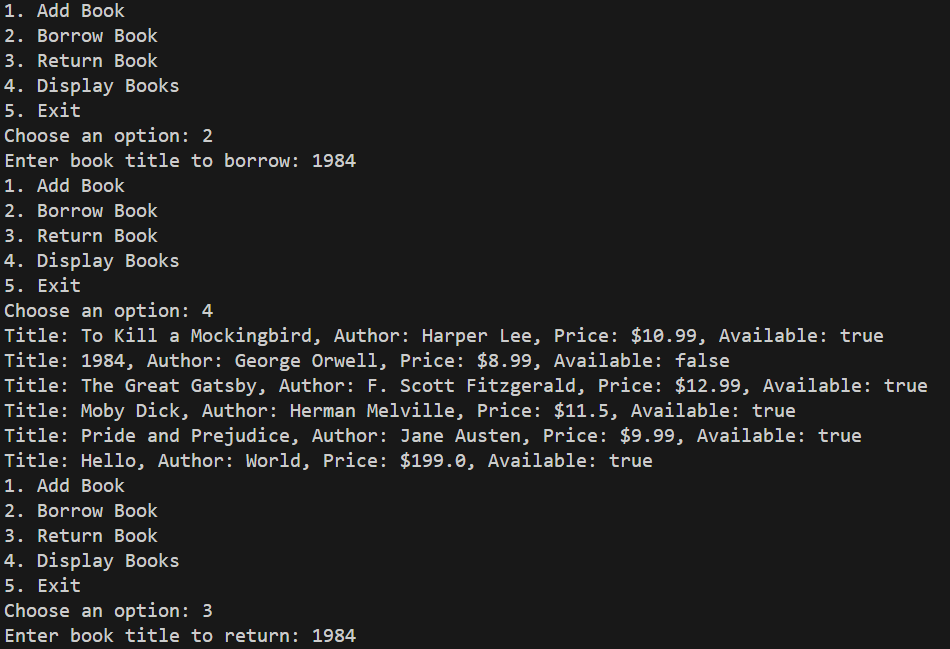 1. Add Book
2. Borrow Book
3. Return Book
4. Display Books
5. Exit
Choose an option: 2
Enter book title to borrow: 1984
1. Add Book
2. Borrow Book
3. Return Book
4. Display Books
5. Exit
Choose an option: 4
Title: To Kill a Mockingbird, Author: Harper Lee, Price: $10.99, Available: true
Title: 1984, Author: George Orwell, Price: $8.99, Available: false
Title: The Great Gatsby, Author: F. Scott Fitzgerald, Price: $12.99, Available: true
Title: Moby Dick, Author: Herman Melville, Price: $11.5, Available: true
Title: Pride and Prejudice, Author: Jane Austen, Price: $9.99, Available: true
Title: Hello, Author: World, Price: $199.0, Available: true
1. Add Book
2. Borrow Book
3. Return Book
4. Display Books
5. Exit
Choose an option: 3
Enter book title to return: 1984